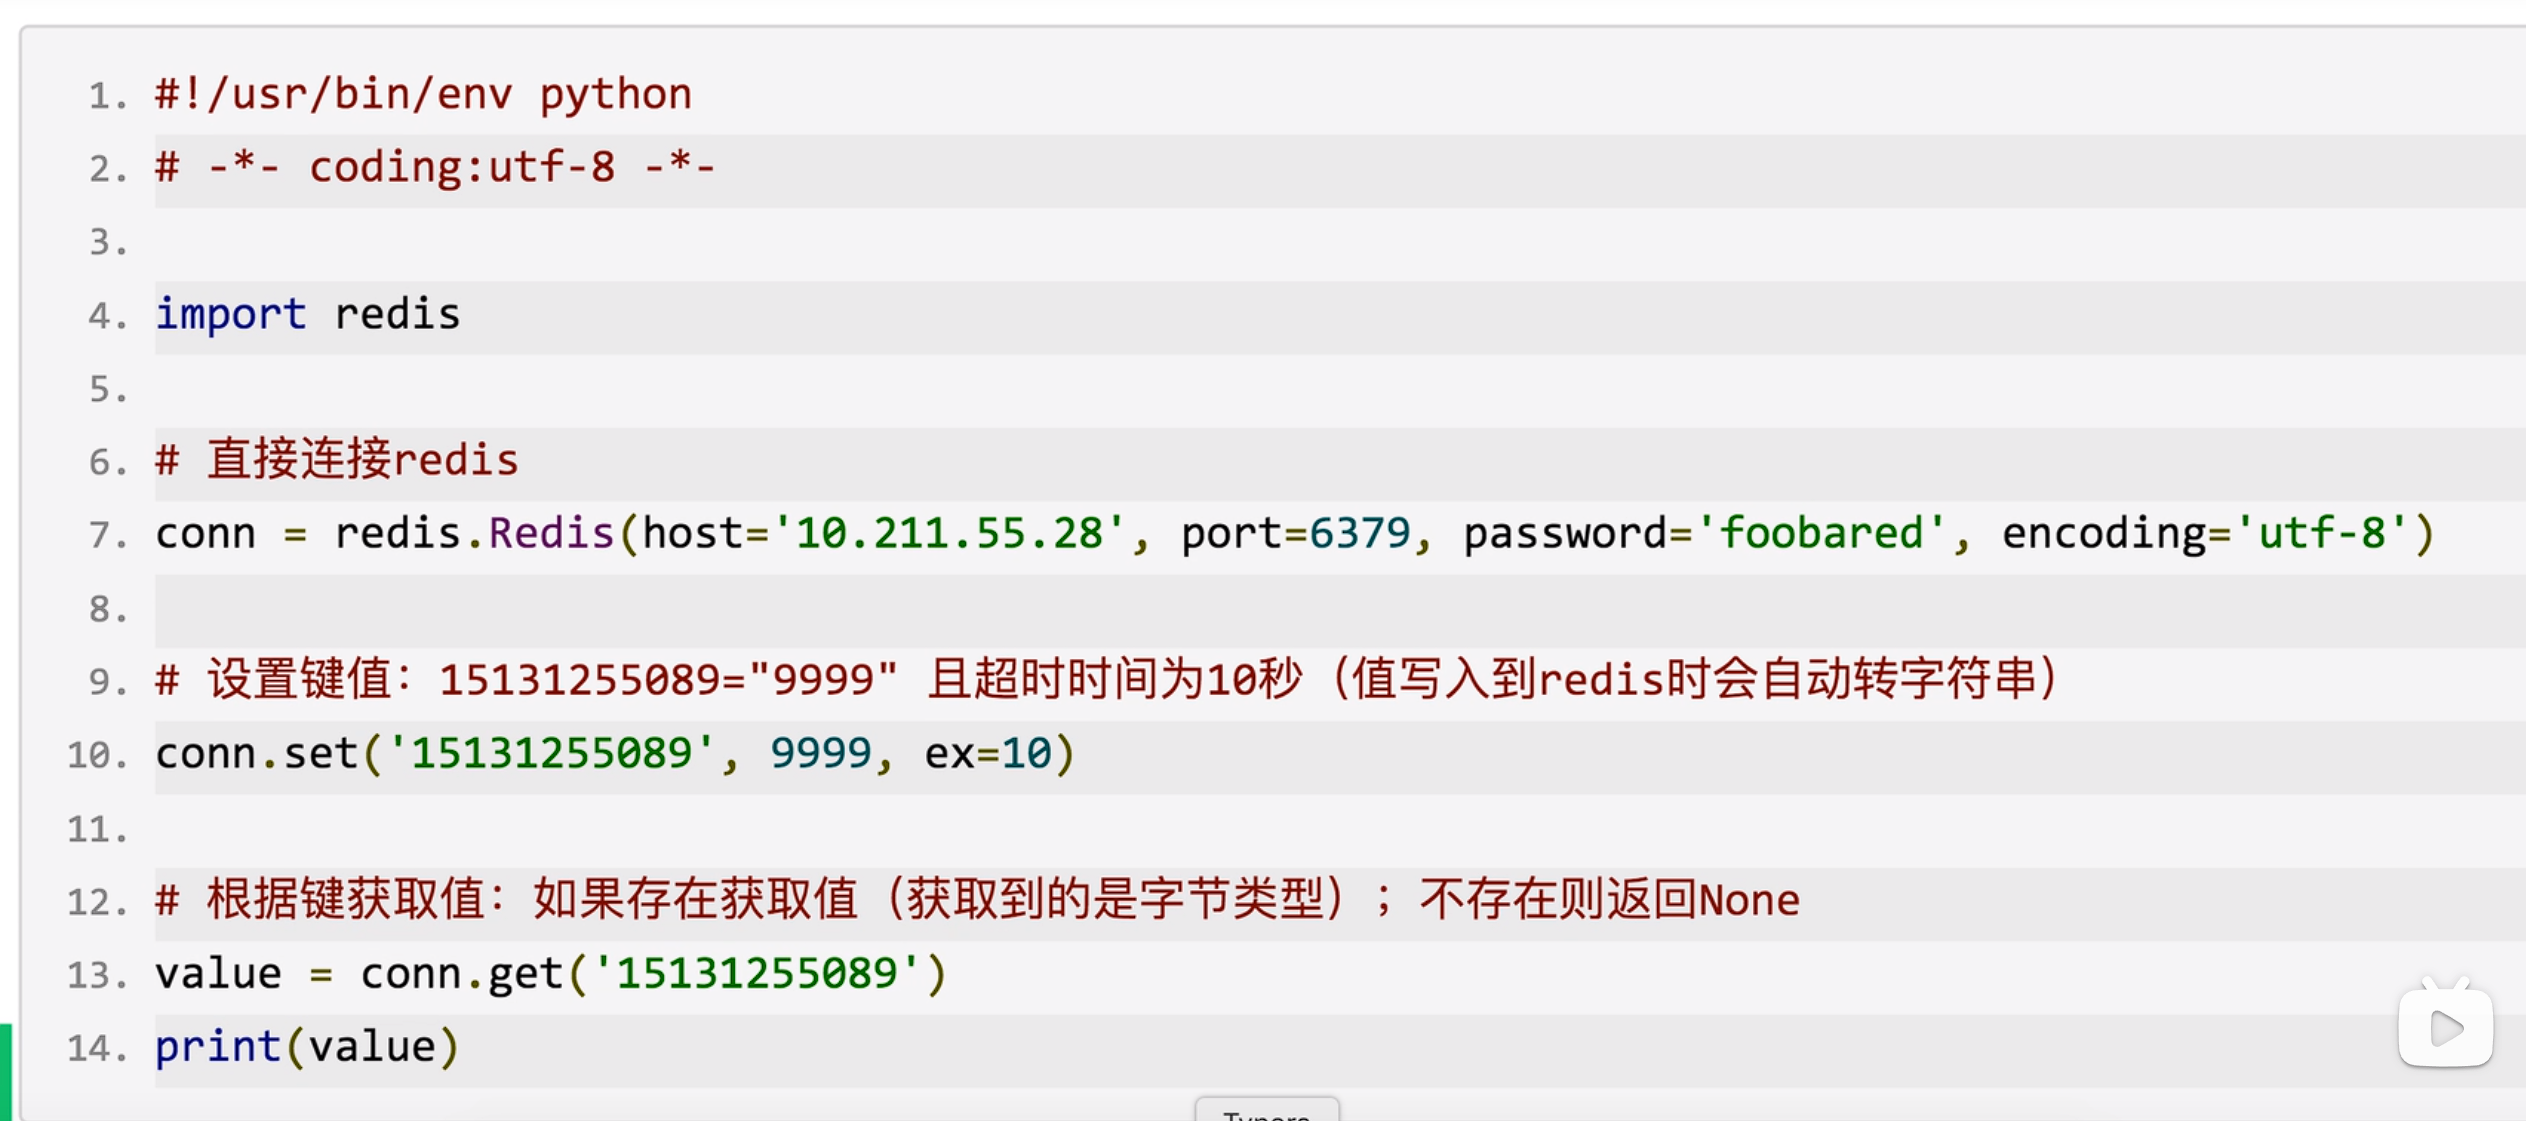 1. #!/usr/bin/env python
2. # -*- coding:utf-8 -*-
3.
4. import redis
5.
6. # 直接连接redis
7. conn = redis.Redis(host='10.211.55.28', port=6379, password='foobared', encoding='utf-8')
8.
9. # 设置键值：15131255089="9999" 且超时时间为10秒（值写入到redis时会自动转字符串）
10. conn.set('15131255089', 9999, ex=10)
11.
12. # 根据键获取值：如果存在获取值（获取到的是字节类型）；不存在则返回None
13. value = conn.get('15131255089')
14. print(value)